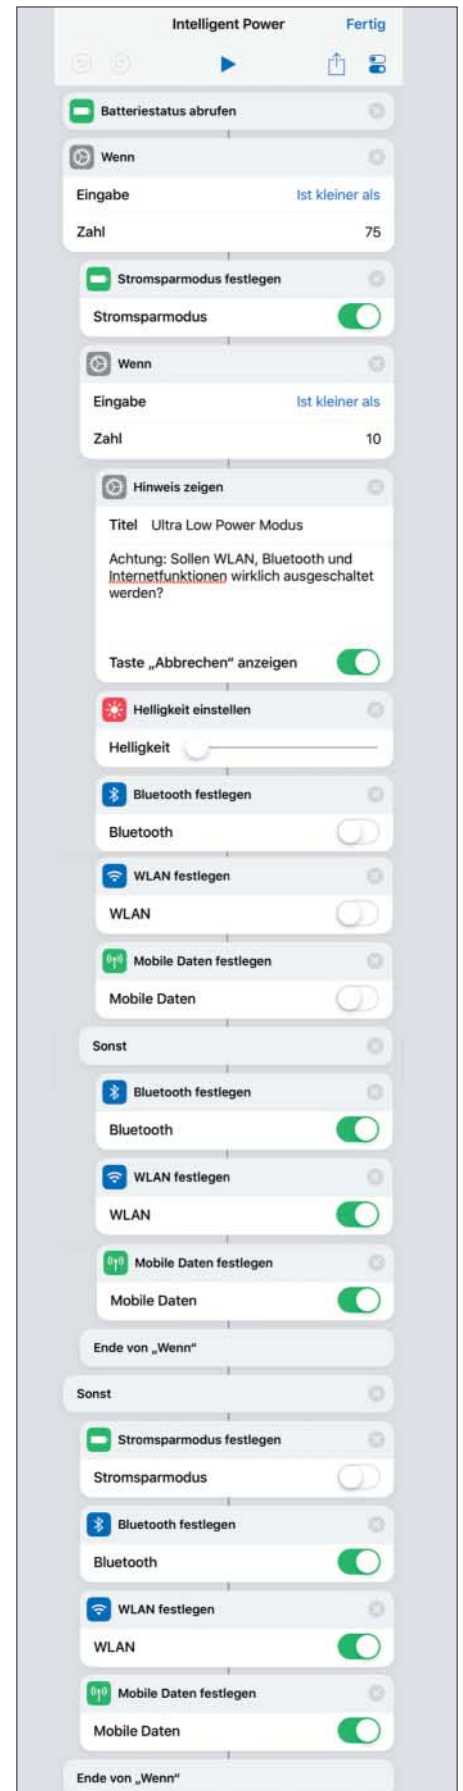 Intelligent Power Fertig
Batteriestatus abrufen
Wenn
Eingabe Ist kleiner als
Zahl 75
Stromsparmodus festlegen
Stromsparmodus
Wenn
Eingabe Ist kleiner als
Zahl 10
Hinweis zeigen
Titel Ultra Low Power Modus
Achtung: Sollen WLAN, Bluetooth und
Internetfunktionen wirklich ausgeschaltet
werden?
Taste „Abbrechen“ anzeigen
Helligkeit einstellen
Helligkeit
Bluetooth festlegen
Bluetooth
WLAN festlegen
WLAN
Mobile Daten festlegen
Mobile Daten
Sonst
Bluetooth festlegen
Bluetooth
WLAN festlegen
WLAN
Mobile Daten festlegen
Mobile Daten
Ende von „Wenn“
Sonst
Stromsparmodus festlegen
Stromsparmodus
Bluetooth festlegen
Bluetooth
WLAN festlegen
WLAN
Mobile Daten festlegen
Mobile Daten
Ende von „Wenn“